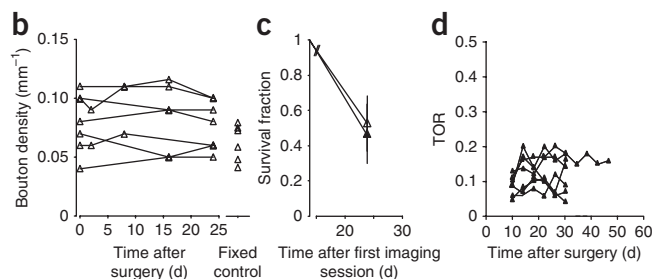 b
Bouton density (mm⁻¹)
0.15
0.10
0.05
0
0 5 10 15 20 25
Time after surgery (d)
Fixed control
c
Survival fraction
1
0.8
0.6
0.4
0.2
0
20 30
Time after first imaging session (d)
d
TOR
0.5
0.4
0.3
0.2
0.1
0
0 10 20 30 40 50 60
Time after surgery (d)